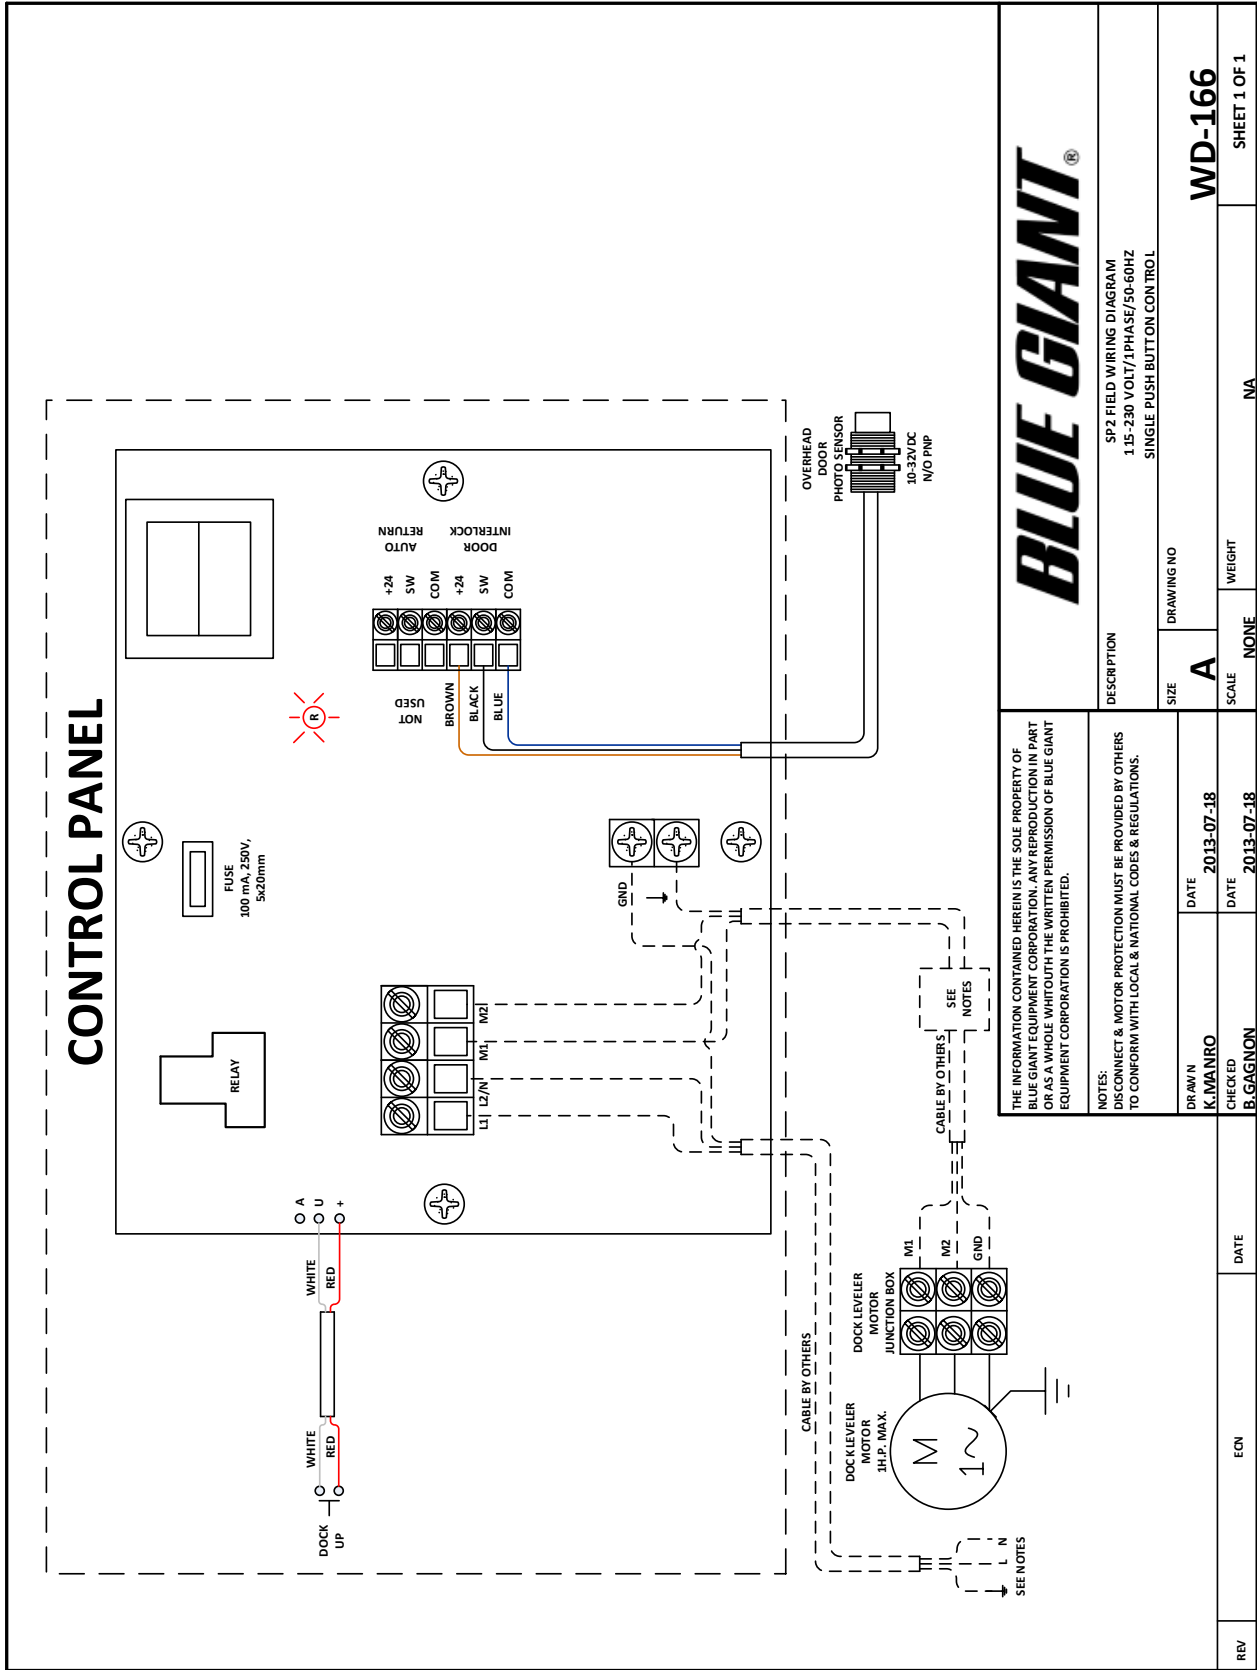 CONTROL PANEL
DOCK
UP
WHITE
RED
WHITE
RED
A
U
+
RELAY
FUSE
100 mA, 250V,
5x20mm
R
L1
L2/N
M1
M2
GND
NOT
USED
BROWN
BLACK
BLUE
+24
SW
COM
+24
SW
COM
AUTO
RETURN
DOOR
INTERLOCK
OVERHEAD
DOOR
PHOTO SENSOR
10-32VDC
N/O PNP
CABLE BY OTHERS
L
N
SEE NOTES
DOCK LEVELER
MOTOR
1H.P. MAX.
M
1~
DOCK LEVELER
MOTOR
JUNCTION BOX
M1
M2
GND
CABLE BY OTHERS
SEE
NOTES
THE INFORMATION CONTAINED HEREIN IS THE SOLE PROPERTY OF
BLUE GIANT EQUIPMENT CORPORATION. ANY REPRODUCTION IN PART
OR AS A WHOLE WHITOUTH THE WRITTEN PERMISSION OF BLUE GIANT
EQUIPMENT CORPORATION IS PROHIBITED.
NOTES:
DISCONNECT & MOTOR PROTECTION MUST BE PROVIDED BY OTHERS
TO CONFORM WITH LOCAL & NATIONAL CODES & REGULATIONS.
BLUE GIANT.®
DESCRIPTION
SP2 FIELD WIRING DIAGRAM
115-230 VOLT/1PHASE/50-60HZ
SINGLE PUSH BUTTON CONTROL
DRAWN
K.MANRO
DATE
2013-07-18
SIZE
A
DRAWING NO
WD-166
REV
ECN
DATE
CHECKED
B.GAGNON
DATE
2013-07-18
SCALE
NONE
WEIGHT
NA
SHEET 1 OF 1